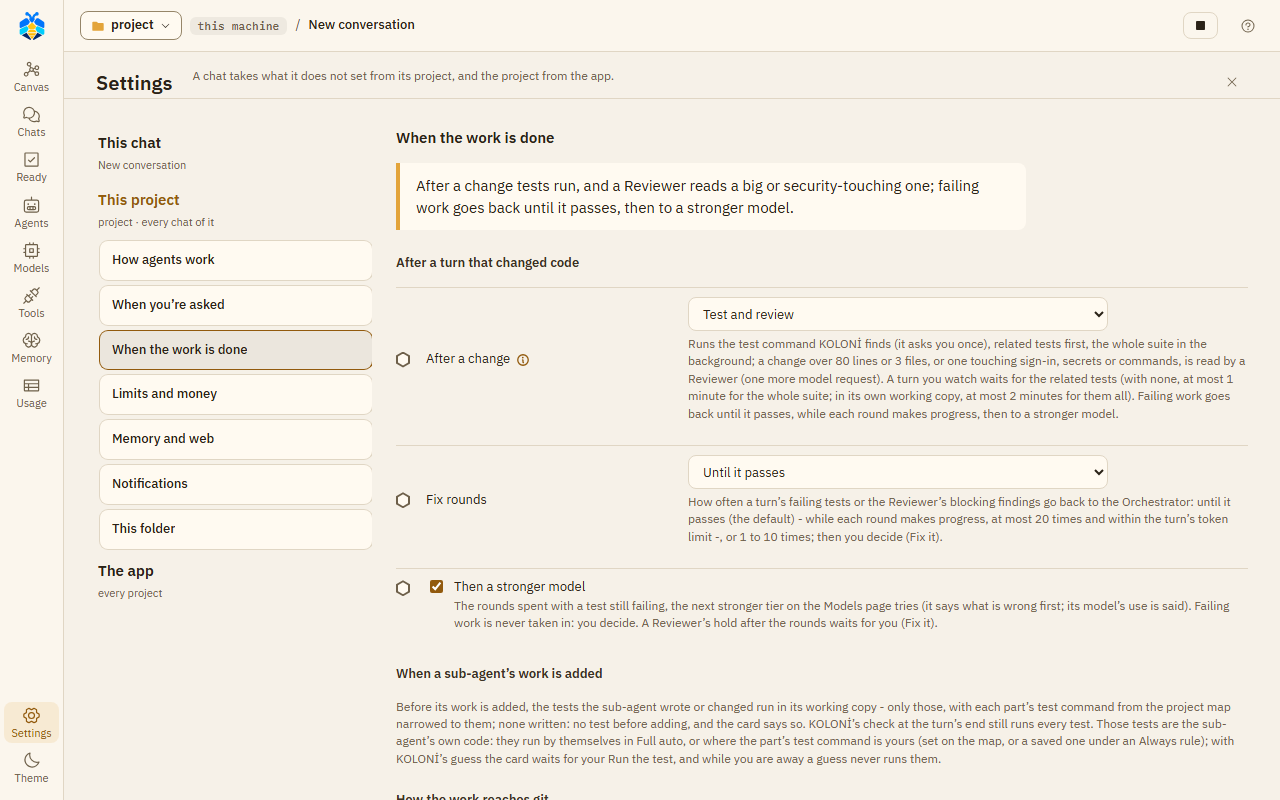 project
this machine
/
New conversation
Canvas
Chats
Ready
Agents
Models
Tools
Memory
Usage
Settings
Theme
Settings
A chat takes what it does not set from its project, and the project from the app.
This chat
New conversation
This project
project · every chat of it
How agents work
When you’re asked
When the work is done
Limits and money
Memory and web
Notifications
This folder
The app
every project
When the work is done
After a change tests run, and a Reviewer reads a big or security-touching one; failing
work goes back until it passes, then to a stronger model.
After a turn that changed code
After a change
Test and review
Runs the test command KOLONİ finds (it asks you once), related tests first, the whole suite in the
background; a change over 80 lines or 3 files, or one touching sign-in, secrets or commands, is read by a
Reviewer (one more model request). A turn you watch waits for the related tests (with none, at most 1
minute for the whole suite; in its own working copy, at most 2 minutes for them all). Failing work goes
back until it passes, while each round makes progress, then to a stronger model.
Fix rounds
Until it passes
How often a turn’s failing tests or the Reviewer’s blocking findings go back to the Orchestrator: until it
passes (the default) - while each round makes progress, at most 20 times and within the turn’s token
limit -, or 1 to 10 times; then you decide (Fix it).
Then a stronger model
The rounds spent with a test still failing, the next stronger tier on the Models page tries (it says what is wrong first; its model’s use is said). Failing
work is never taken in: you decide. A Reviewer’s hold after the rounds waits for you (Fix it).
When a sub-agent’s work is added
Before its work is added, the tests the sub-agent wrote or changed run in its working copy - only those, with each part’s test command from the project map
narrowed to them; none written: no test before adding, and the card says so. KOLONİ’s check at the turn’s end still runs every test. Those tests are the sub-
agent’s own code: they run by themselves in Full auto, or where the part’s test command is yours (set on the map, or a saved one under an Always rule); with
KOLONİ’s guess the card waits for your Run the test, and while you are away a guess never runs them.
How the work reaches git